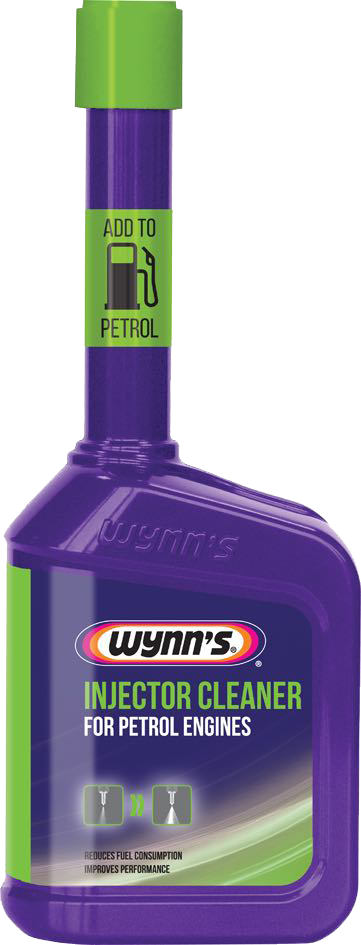 ADD TO
PETROL
wynn's
wynn's®
®
INJECTOR CLEANER
FOR PETROL ENGINES
REDUCES FUEL CONSUMPTION
IMPROVES PERFORMANCE